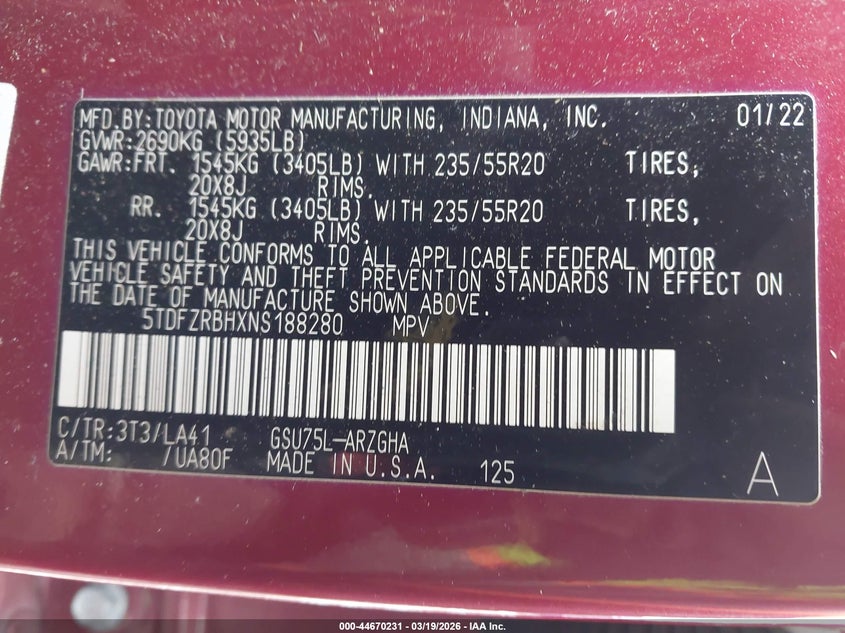 MFD.BY:TOYOTA MOTOR MANUFACTURING, INDIANA, INC. 01/22
GVWR:2690KG (5935LB)
GAWR:FRT. 1545KG (3405LB) WITH 235/55R20 TIRES,
20X8J RIMS.
RR. 1545KG (3405LB) WITH 235/55R20 TIRES,
20X8J RIMS.
THIS VEHICLE CONFORMS TO ALL APPLICABLE FEDERAL MOTOR
VEHICLE SAFETY AND THEFT PREVENTION STANDARDS IN EFFECT ON
THE DATE OF MANUFACTURE SHOWN ABOVE.
5TDFZRBHXNS188280 MPV
C/TR:3T3/LA41 GSU75L-ARZGHA
A/TM: /UA80F MADE IN U.S.A. 125 A
000-44670231 - 03/19/2026 - IAA Inc.